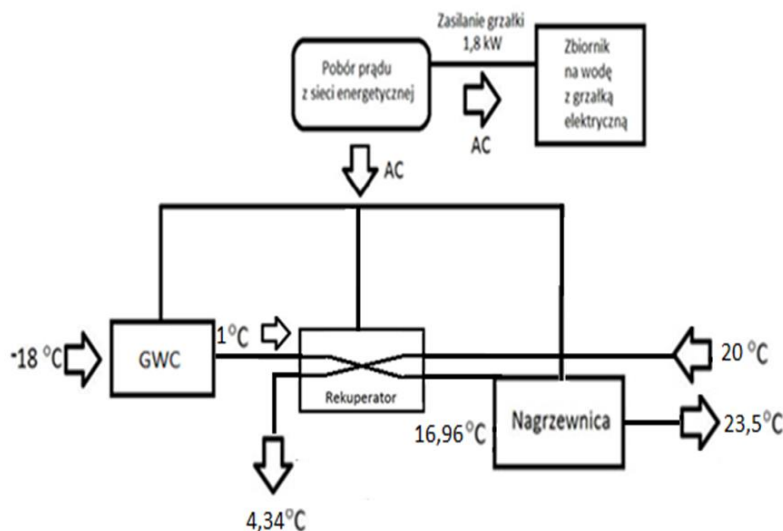 Zasilanie grzałki
1,8 kW
Pobór prądu
z sieci energetycznej
Zbiornik
na wodę
z grzałką
elektryczną
AC
AC
-18 °C
GWC
1°C
Rekuperator
20 °C
16,96°C
Nagrzewnica
23,5°C
4,34°C